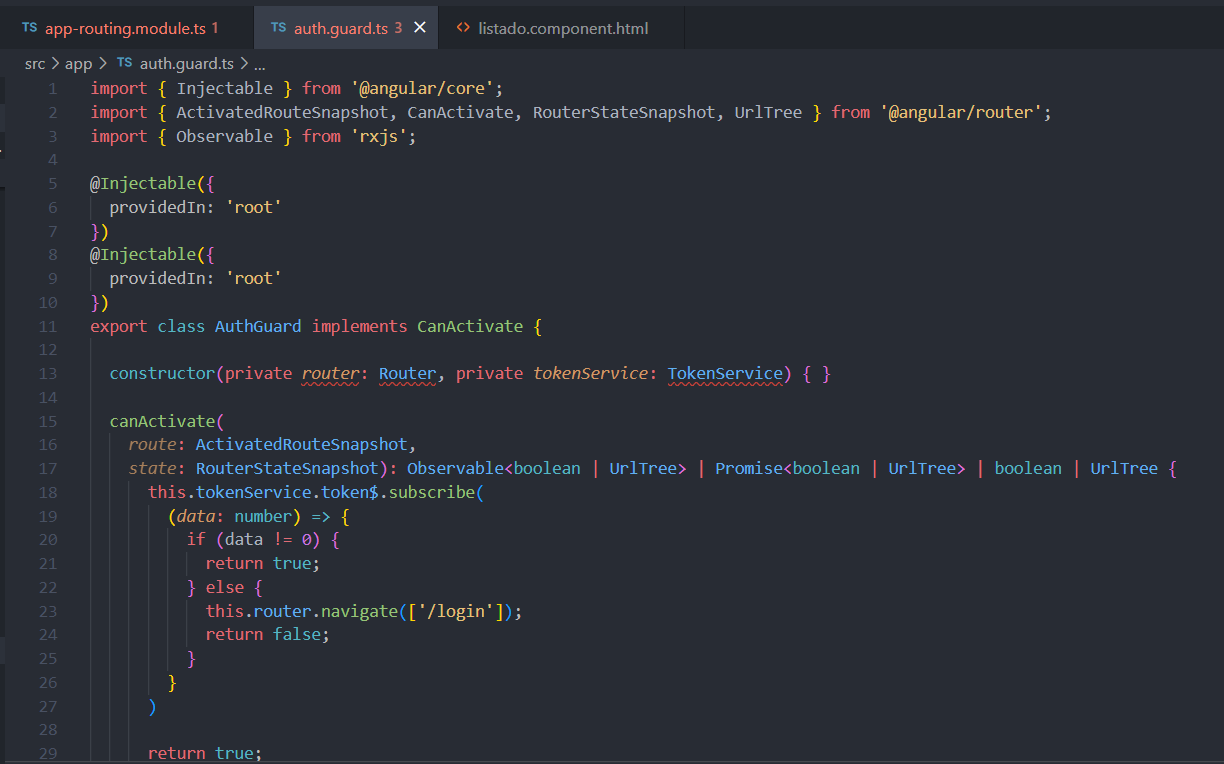 TS app-routing.module.ts 1 TS auth.guard.ts 3 × <> listado.component.html
src > app > TS auth.guard.ts > ...
1 import { Injectable } from '@angular/core';
2 import { ActivatedRouteSnapshot, CanActivate, RouterStateSnapshot, UrlTree } from '@angular/router';
3 import { Observable } from 'rxjs';
4
5 @Injectable({
6 providedIn: 'root'
7 })
8 @Injectable({
9 providedIn: 'root'
10 })
11 export class AuthGuard implements CanActivate {
12
13 constructor(private router: Router, private tokenService: TokenService) { }
14
15 canActivate(
16 route: ActivatedRouteSnapshot,
17 state: RouterStateSnapshot): Observable<boolean | UrlTree> | Promise<boolean | UrlTree> | boolean | UrlTree {
18 this.tokenService.token$.subscribe(
19 (data: number) => {
20 if (data != 0) {
21 return true;
22 } else {
23 this.router.navigate(['/login']);
24 return false;
25 }
26 }
27 )
28
29 return true;